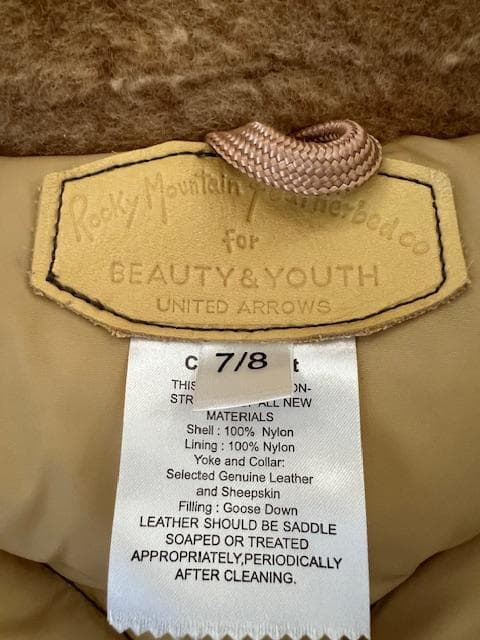 Rocky Mountain Featherbed co
for
BEAUTY & YOUTH
UNITED ARROWS
7/8
THIS
ALL NEW
MATERIALS
Shell : 100% Nylon
Lining : 100% Nylon
Yoke and Collar:
Selected Genuine Leather
and Sheepskin
Filling : Goose Down
LEATHER SHOULD BE SADDLE
SOAPED OR TREATED
APPROPRIATELY,PERIODICALLY
AFTER CLEANING.